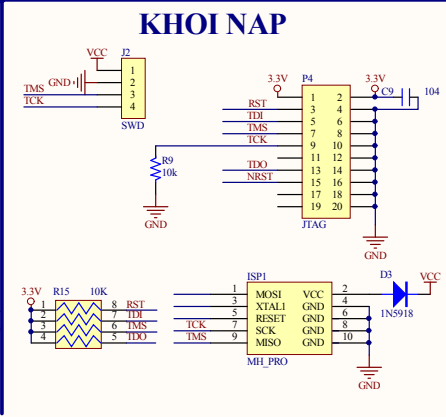 KHOI NAP
VCC J2
1
GND 2
TMS 3
TCK 4
SWD
3.3V P4 3.3V
C9 104
1 2
RST 3 4
TDI 5 6
TMS 7 8
TCK 9 10
11 12
TDO 13 14
NRST 15 16
17 18
19 20
JTAG
R9
10k
GND
GND
3.3V R15 10K
1 8 RST
2 7 TDI
3 6 TMS
4 5 TDO
ISP1
D3 VCC
1 MOSI VCC 2
3 XTAL1 GND 4
5 RESET GND 6
TCK 7 SCK GND 8
TMS 9 MISO GND 10
1N5918
MH_PRO
GND